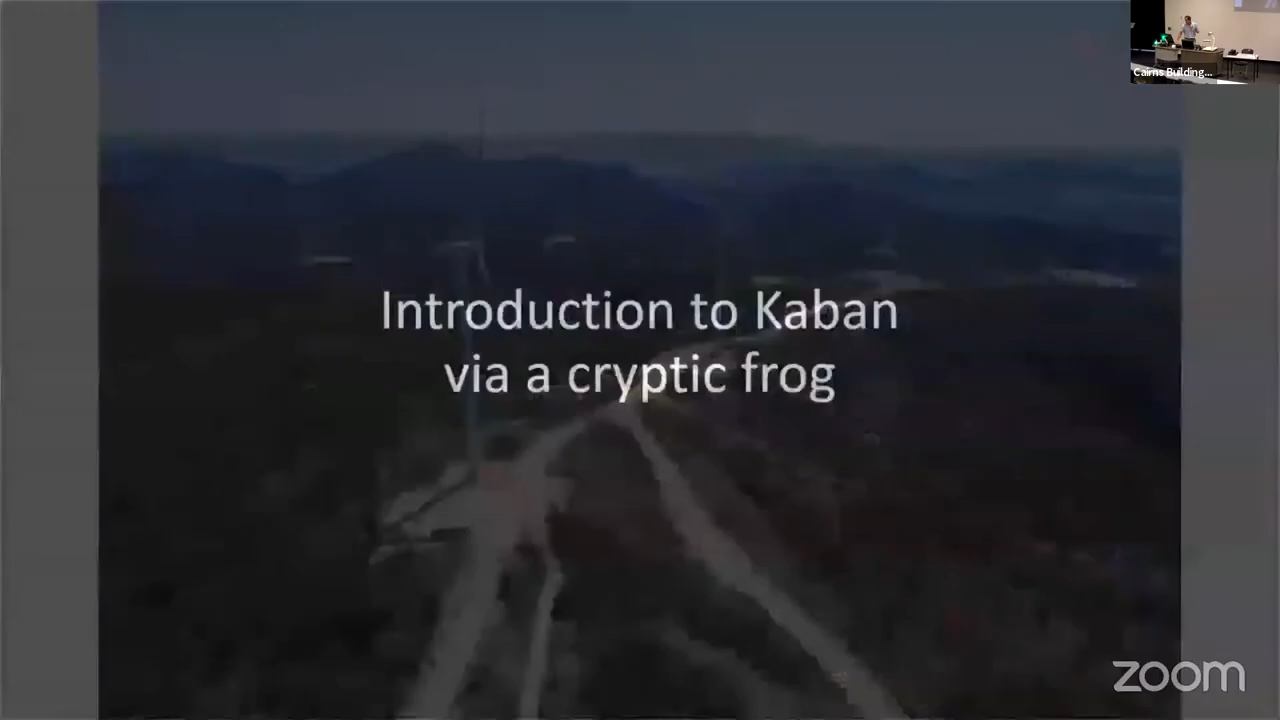 Cairns Building...
Introduction to Kaban
via a cryptic frog
zoom